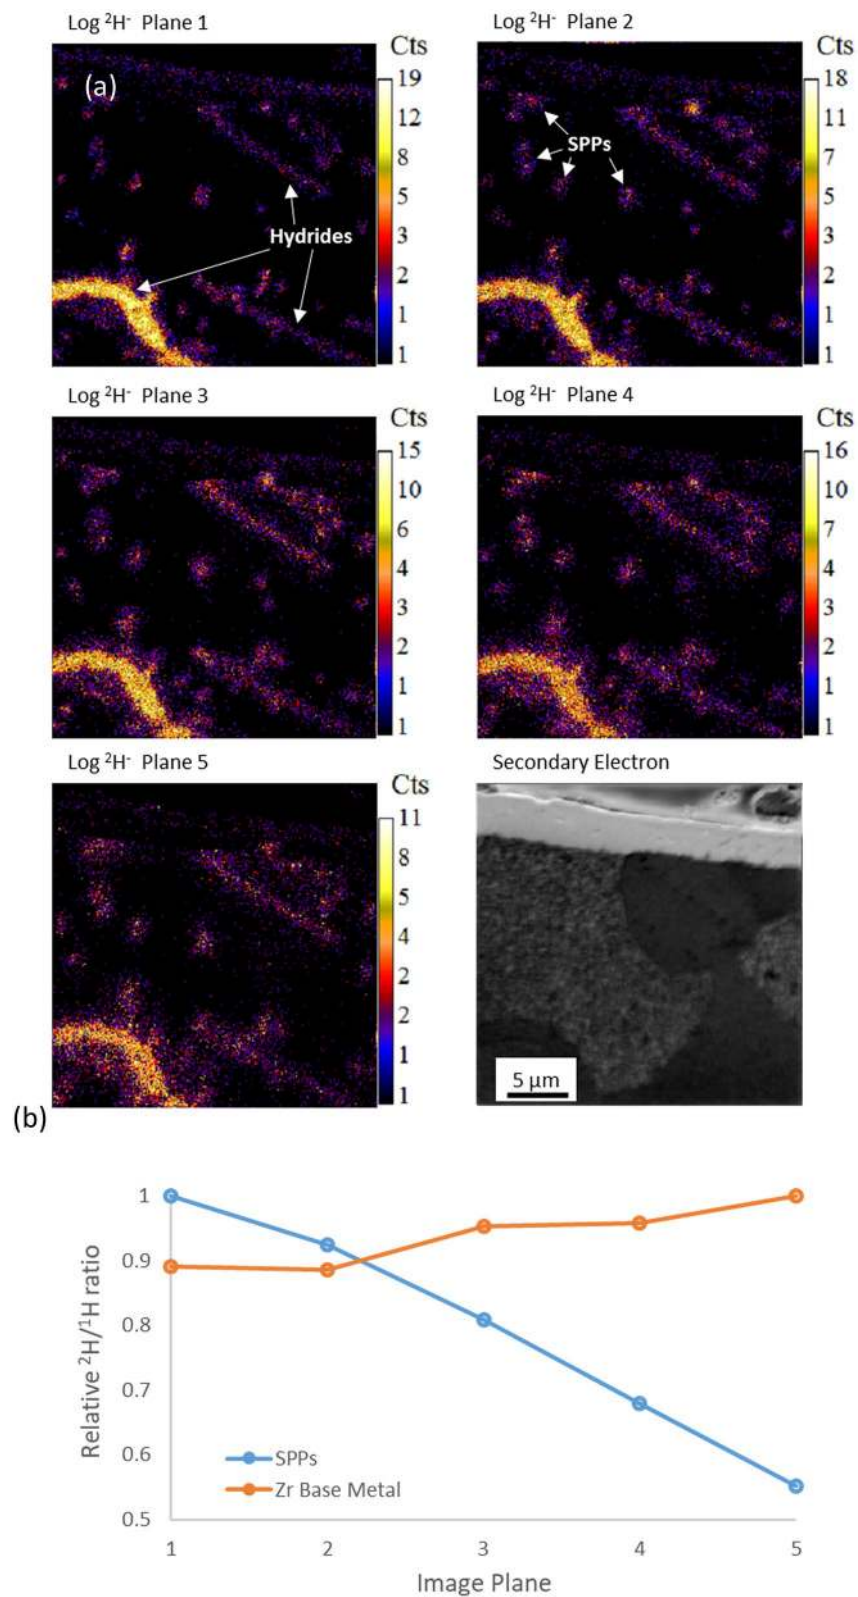 Log ²H⁻ Plane 1
Log ²H⁻ Plane 2
Cts
19
12
8
5
3
2
1
1
(a)
Hydrides
Cts
18
11
7
5
3
2
1
1
SPPs
Log ²H⁻ Plane 3
Log ²H⁻ Plane 4
Cts
15
10
6
4
3
2
1
1
Cts
16
10
7
4
3
2
1
1
Log ²H⁻ Plane 5
Secondary Electron
Cts
11
8
5
4
2
2
1
1
5 µm
(b)
1
0.9
0.8
0.7
0.6
0.5
Relative ²H/¹H ratio
SPPs
Zr Base Metal
1 2 3 4 5
Image Plane